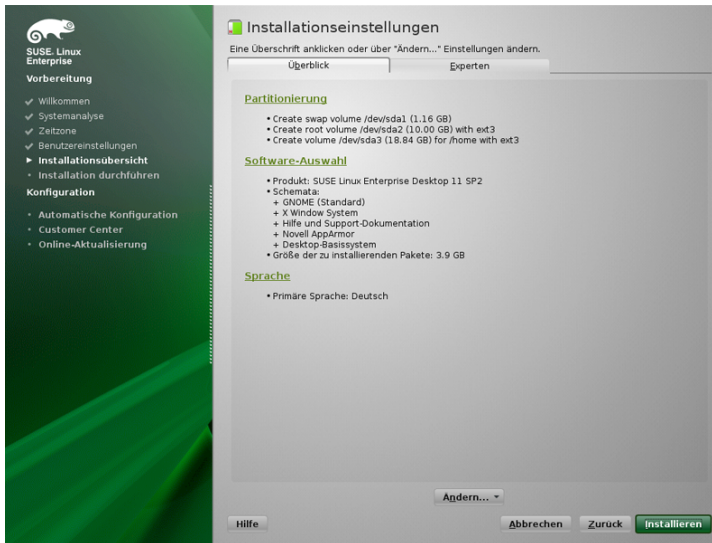 SUSE. Linux
Enterprise
Vorbereitung
Willkommen
Systemanalyse
Zeitzone
Benutzereinstellungen
Installationsübersicht
Installation durchführen
Konfiguration
Automatische Konfiguration
Customer Center
Online-Aktualisierung
Installationseinstellungen
Eine Überschrift anklicken oder über "Ändern..." Einstellungen ändern.
Überblick
Experten
Partitionierung
• Create swap volume /dev/sda1 (1.16 GB)
• Create root volume /dev/sda2 (10.00 GB) with ext3
• Create volume /dev/sda3 (18.84 GB) for /home with ext3
Software-Auswahl
• Produkt: SUSE Linux Enterprise Desktop 11 SP2
• Schemata:
+ GNOME (Standard)
+ X Window System
+ Hilfe und Support-Dokumentation
+ Novell AppArmor
+ Desktop-Basissystem
• Größe der zu installierenden Pakete: 3.9 GB
Sprache
• Primäre Sprache: Deutsch
Ändern...
Hilfe
Abbrechen
Zurück
Installieren